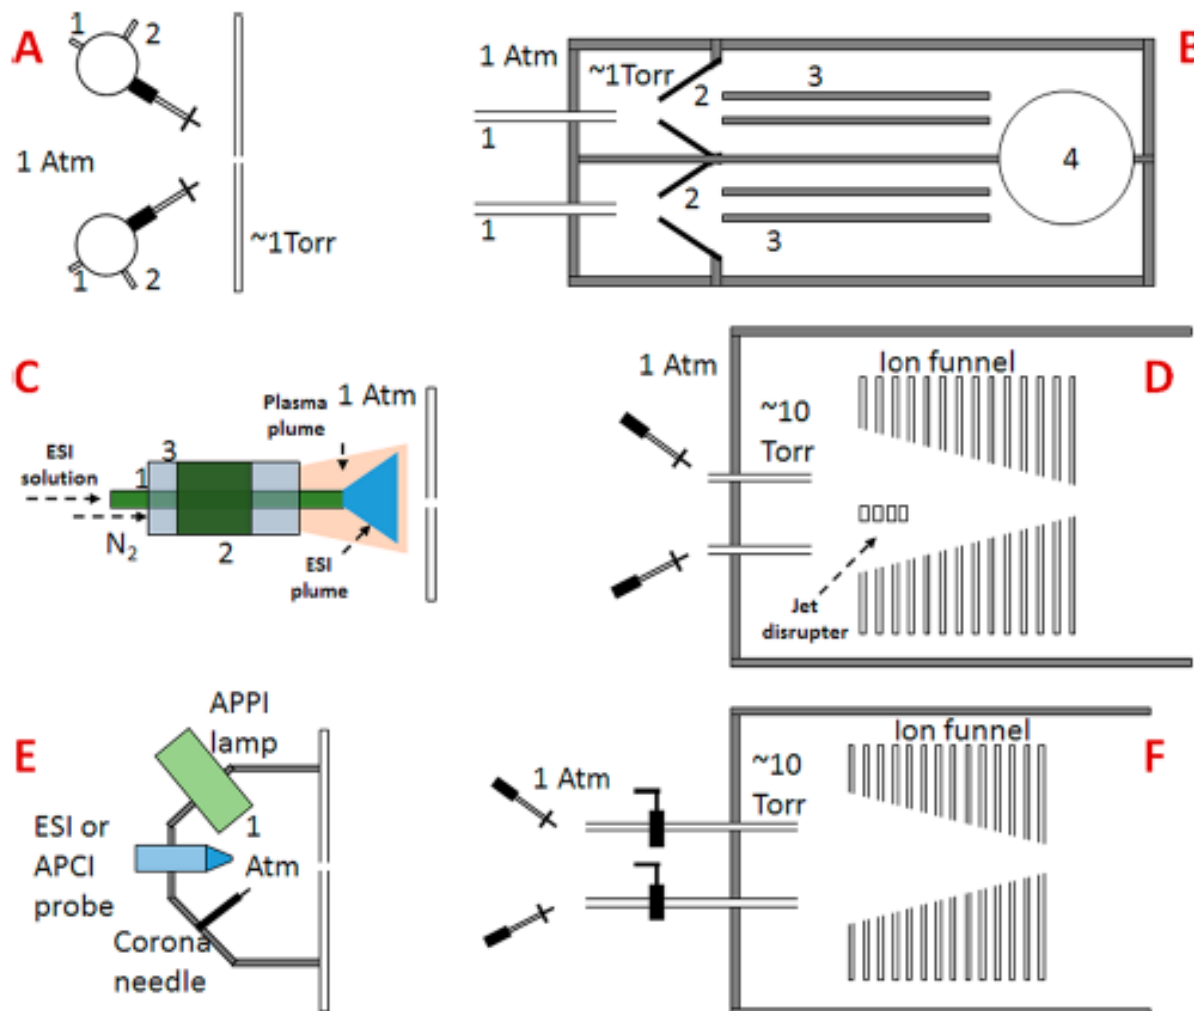 A
1
2
1 Atm
1
2
~1Torr
B
1 Atm
~1Torr
2
3
1
4
2
1
3
C
Plasma
plume
1 Atm
ESI
solution
3
1
N₂
2
ESI
plume
D
1 Atm
Ion funnel
~10
Torr
Jet
disrupter
E
APPI
lamp
1
Atm
ESI or
APCI
probe
Corona
needle
F
1 Atm
~10
Torr
Ion funnel